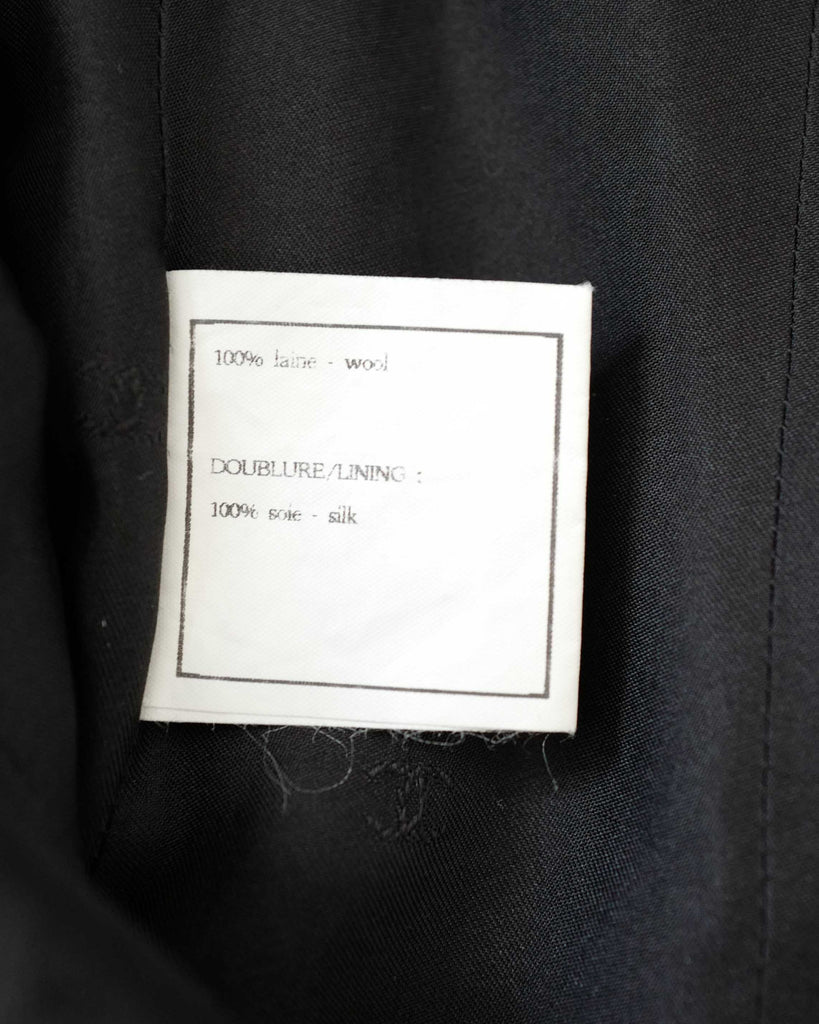 100% laine - wool
DOUBLURE/LINING :
100% soie - silk